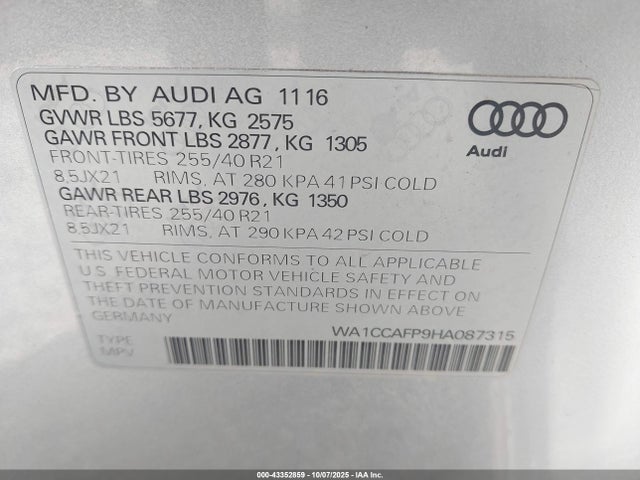 MFD. BY AUDI AG 11 16
GVWR LBS 5677, KG 2575
GAWR FRONT LBS 2877, KG 1305
FRONT-TIRES 255/40 R21
8,5JX21 RIMS, AT 280 KPA 41 PSI COLD
GAWR REAR LBS 2976, KG 1350
REAR-TIRES 255/40 R21
8,5JX21 RIMS, AT 290 KPA 42 PSI COLD
Audi
THIS VEHICLE CONFORMS TO ALL APPLICABLE
U.S. FEDERAL MOTOR VEHICLE SAFETY AND
THEFT PREVENTION STANDARDS IN EFFECT ON
THE DATE OF MANUFACTURE SHOWN ABOVE
GERMANY
WA1CCAFP9HA087315
TYPE
MPV
000-43352859 - 10/07/2025 - IAA Inc.